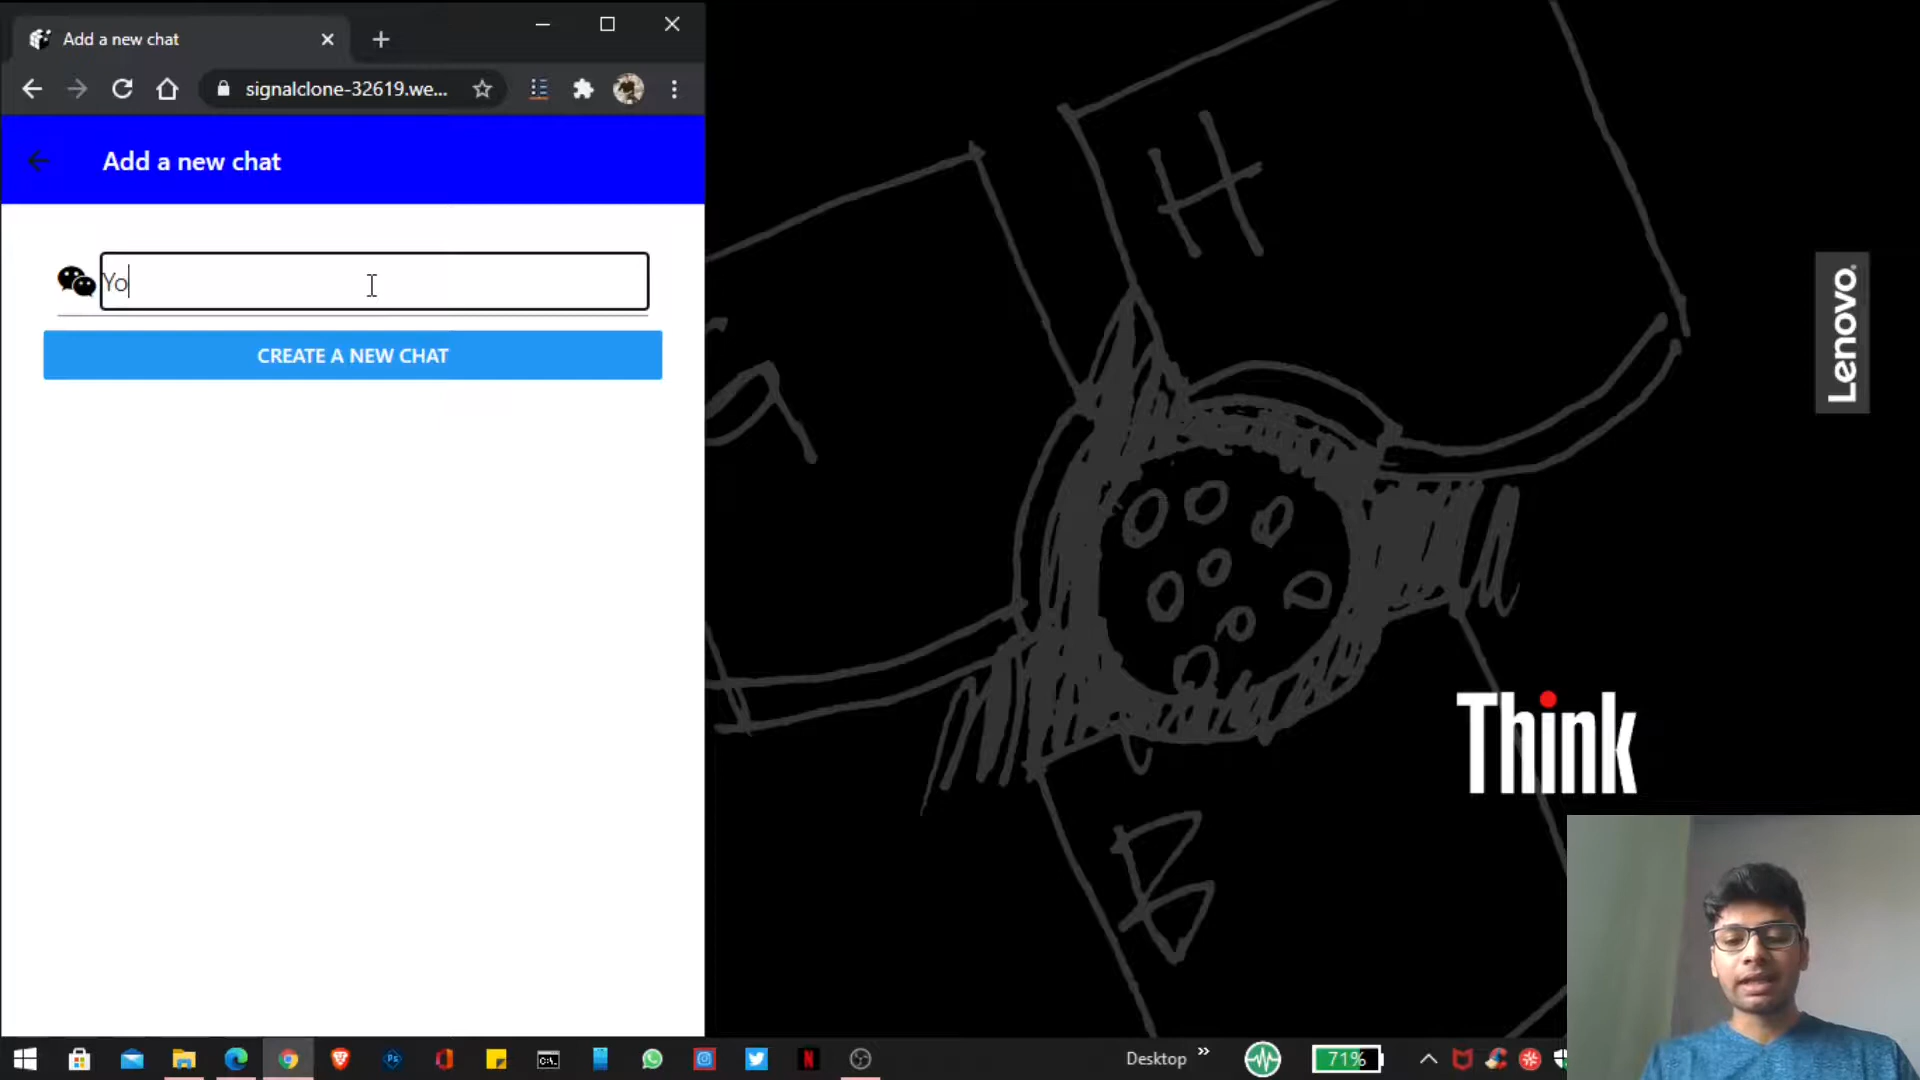 Add a new chat
signalclone-32619.we...
Add a new chat
Yo
CREATE A NEW CHAT
H
G
B
Lenovo
Think
Desktop
71%